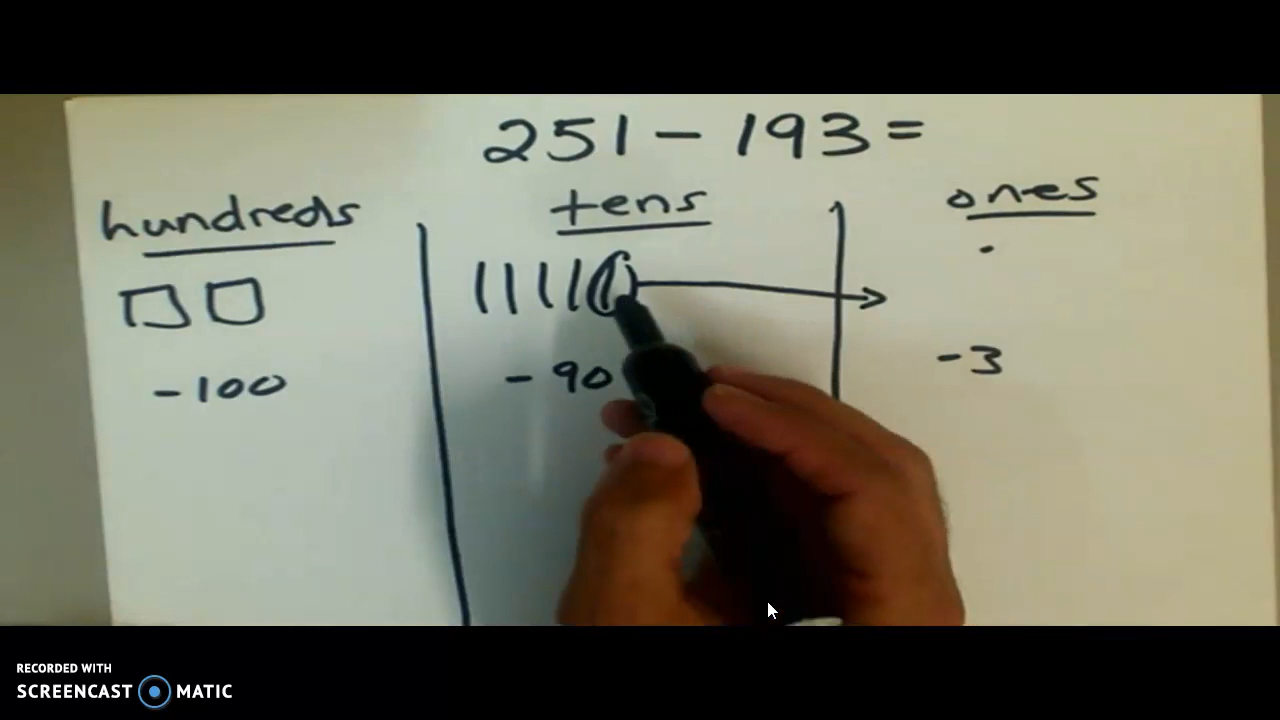 251 - 193 =
hundreds tens ones
-100 -90 -3
RECORDED WITH
SCREENCAST MATIC